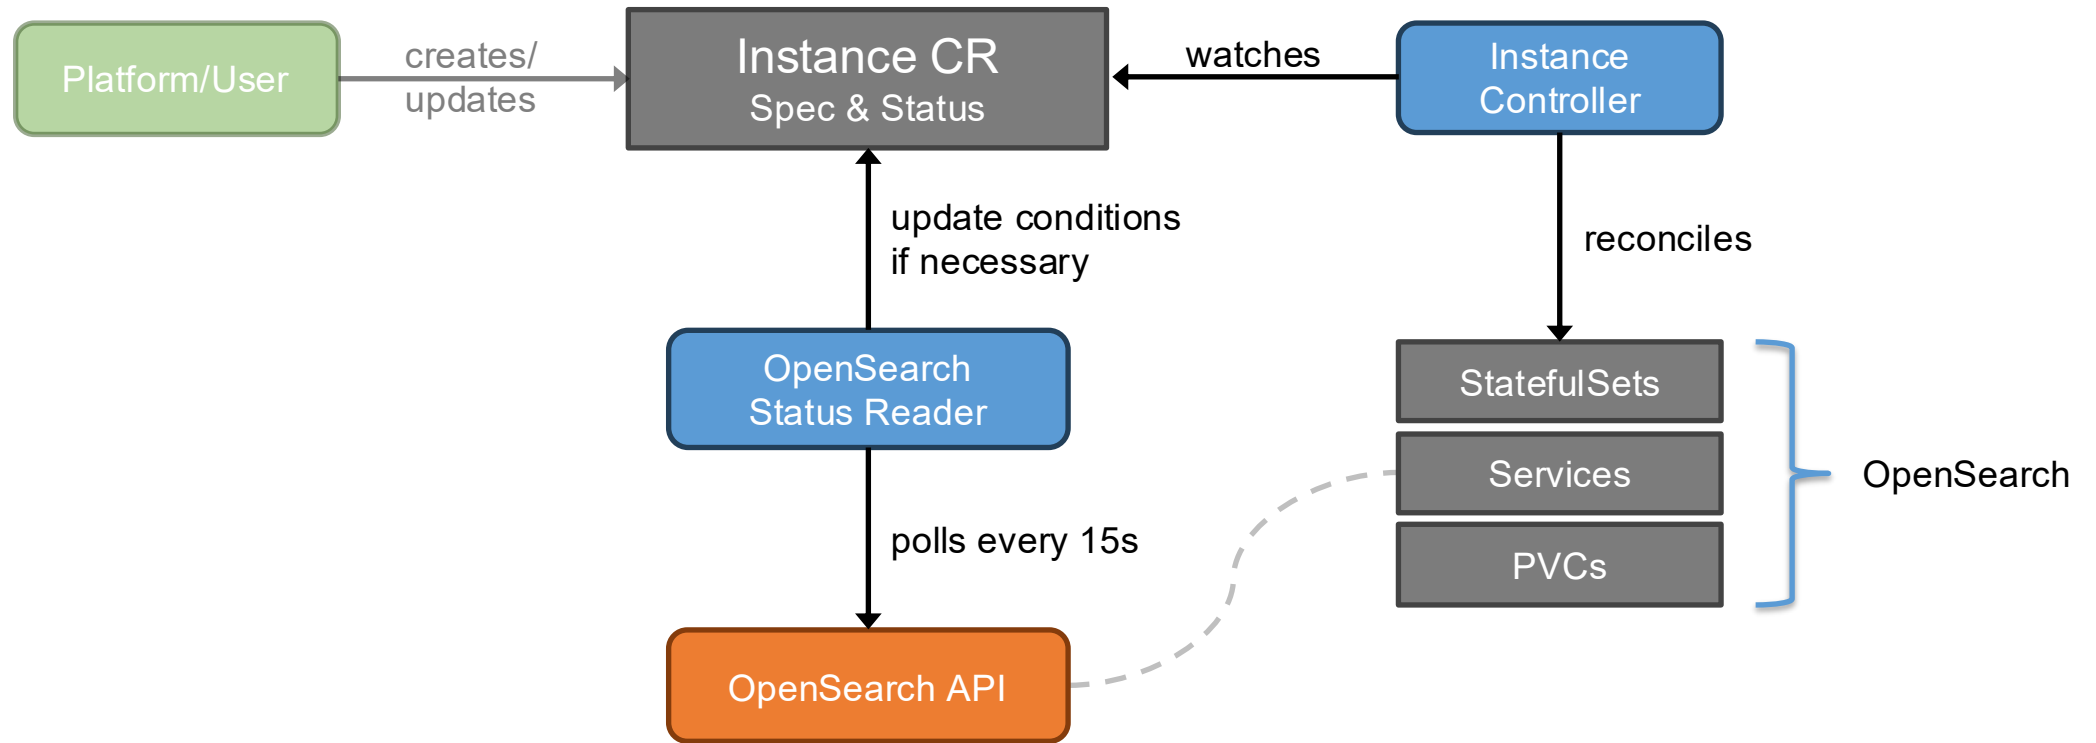 Platform/User
creates/
updates
Instance CR
Spec & Status
watches
Instance
Controller
update conditions
if necessary
reconciles
OpenSearch
Status Reader
StatefulSets
Services
PVCs
OpenSearch
polls every 15s
OpenSearch API